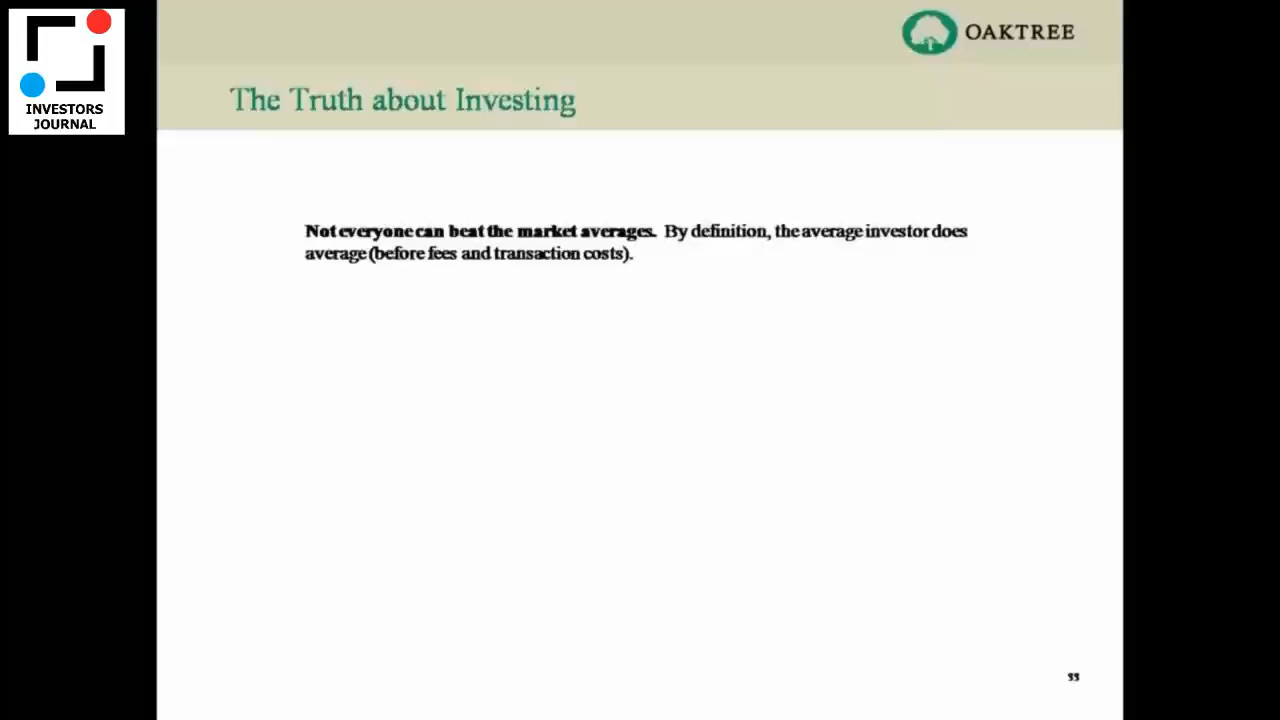 INVESTORS
JOURNAL
OAKTREE
The Truth about Investing
Not everyone can beat the market averages. By definition, the average investor does
average (before fees and transaction costs).